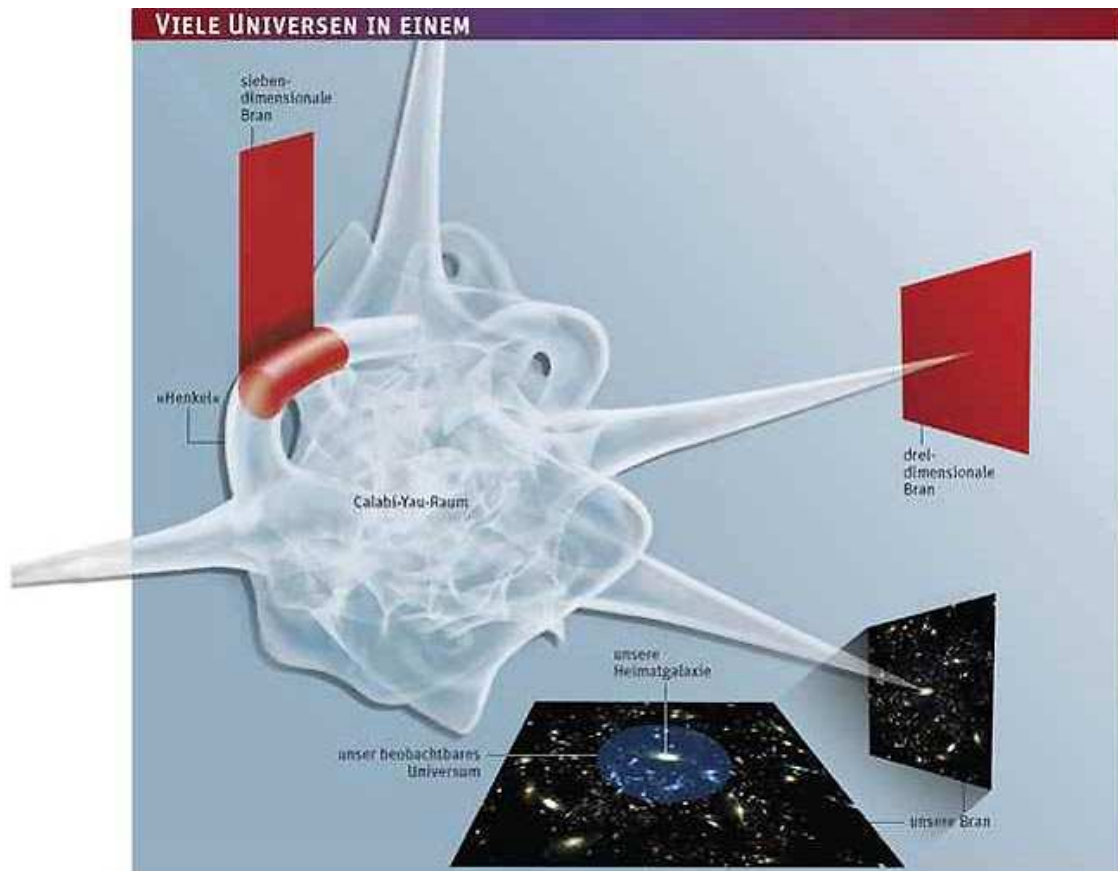 VIELE UNIVERSEN IN EINEM
sieben-
dimensionale
Bran
»Henkel«
Calabi-Yau-Raum
drei-
dimensionale
Bran
unsere
Heimatgalaxie
unser beobachtbares
Universum
unsere Bran